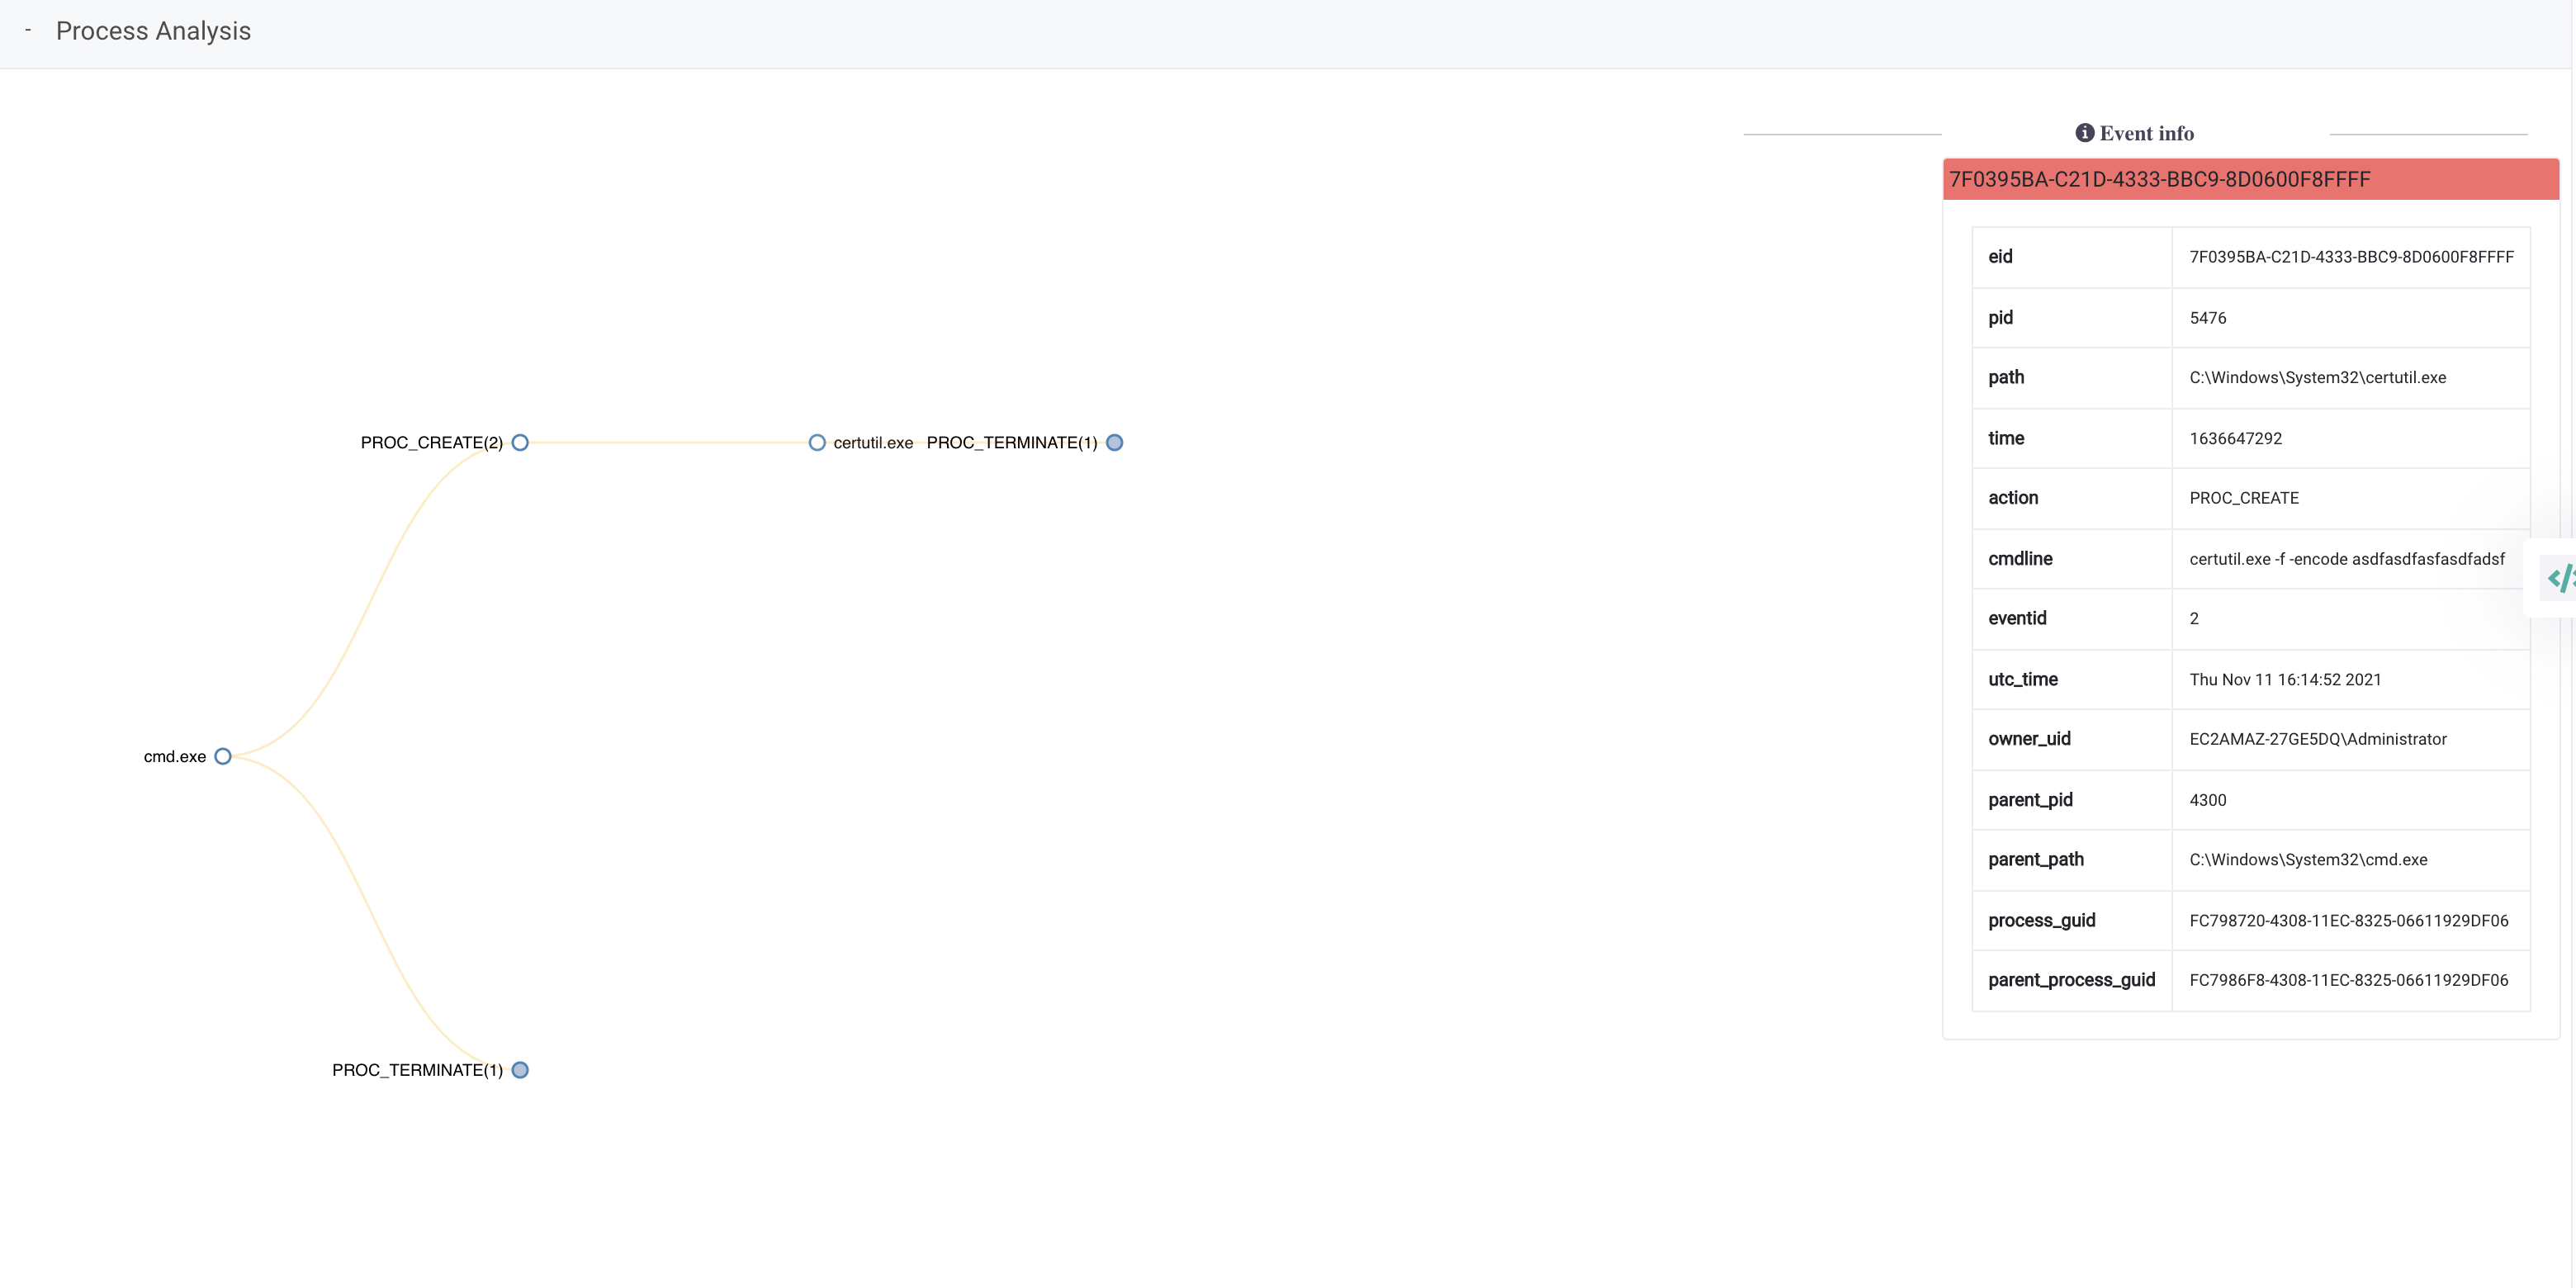 - Process Analysis
Event info
7F0395BA-C21D-4333-BBC9-8D0600F8FFFF
eid 7F0395BA-C21D-4333-BBC9-8D0600F8FFFF
pid 5476
path C:\Windows\System32\certutil.exe
time 1636647292
action PROC_CREATE
cmdline certutil.exe -f -encode asdfasdfasfasdfadsf
eventid 2
utc_time Thu Nov 11 16:14:52 2021
owner_uid EC2AMAZ-27GE5DQ\Administrator
parent_pid 4300
parent_path C:\Windows\System32\cmd.exe
process_guid FC798720-4308-11EC-8325-06611929DF06
parent_process_guid FC7986F8-4308-11EC-8325-06611929DF06
PROC_CREATE(2) certutil.exe PROC_TERMINATE(1)
cmd.exe
PROC_TERMINATE(1)